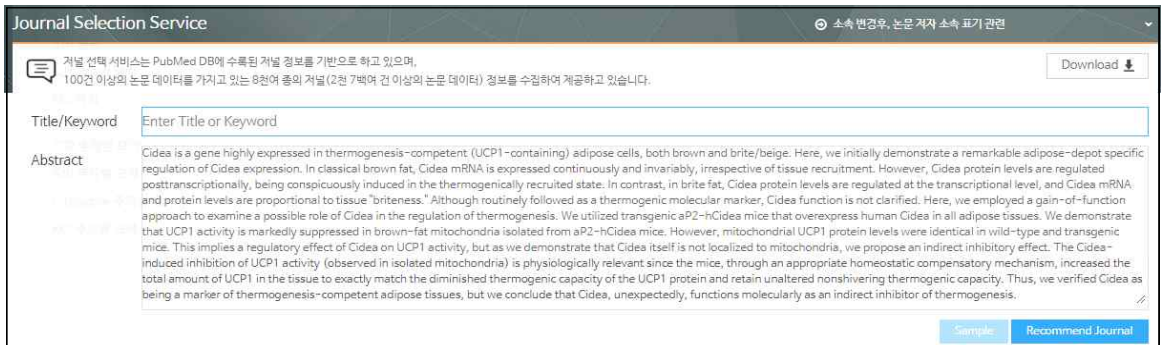 Journal Selection Service
소속 변경후, 논문 저자 소속 표기 관련
저널 선택 서비스는 PubMed DB에 수록된 저널 정보를 기반으로 하고 있으며,
100건 이상의 논문 데이터를 가지고 있는 8천여 종의 저널(2천 7백여 건 이상의 논문 데이터) 정보를 수집하여 제공하고 있습니다.
Download
Title/Keyword
Enter Title or Keyword
Abstract
Cidea is a gene highly expressed in thermogenesis-competent (UCP1-containing) adipose cells, both brown and brite/beige. Here, we initially demonstrate a remarkable adipose-depot specific
regulation of Cidea expression. In classical brown fat, Cidea mRNA is expressed continuously and invariably, irrespective of tissue recruitment. However, Cidea protein levels are regulated
posttranscriptionally, being conspicuously induced in the thermogenically recruited state. In contrast, in brite fat, Cidea protein levels are regulated at the transcriptional level, and Cidea mRNA
and protein levels are proportional to tissue "briteness." Although routinely followed as a thermogenic molecular marker, Cidea function is not clarified. Here, we employed a gain-of-function
approach to examine a possible role of Cidea in the regulation of thermogenesis. We utilized transgenic aP2-hCidea mice that overexpress human Cidea in all adipose tissues. We demonstrate
that UCP1 activity is markedly suppressed in brown-fat mitochondria isolated from aP2-hCidea mice. However, mitochondrial UCP1 protein levels were identical in wild-type and transgenic
mice. This implies a regulatory effect of Cidea on UCP1 activity, but as we demonstrate that Cidea itself is not localized to mitochondria, we propose an indirect inhibitory effect. The Cidea-
induced inhibition of UCP1 activity (observed in isolated mitochondria) is physiologically relevant since the mice, through an appropriate homeostatic compensatory mechanism, increased the
total amount of UCP1 in the tissue to exactly match the diminished thermogenic capacity of the UCP1 protein and retain unaltered nonshivering thermogenic capacity. Thus, we verified Cidea as
being a marker of thermogenesis-competent adipose tissues, but we conclude that Cidea, unexpectedly, functions molecularly as an indirect inhibitor of thermogenesis.
Sample
Recommend Journal